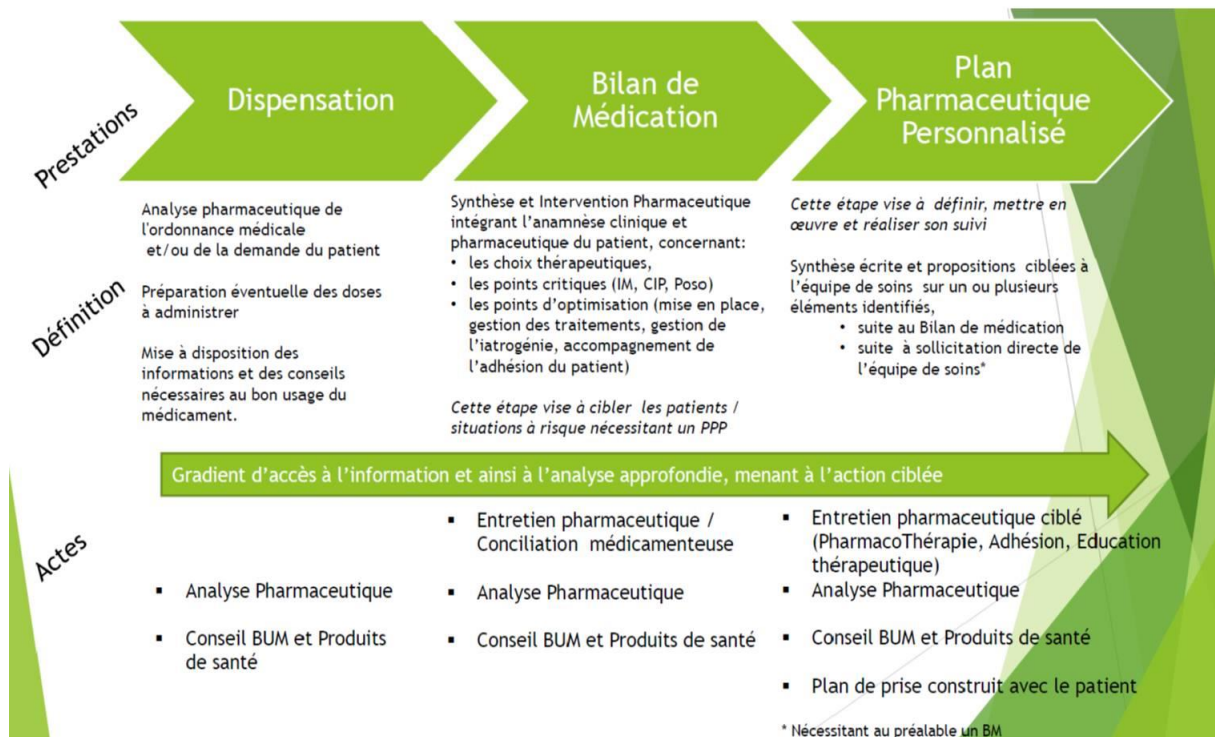 Prestations
Dispensation
Bilan de
Médication
Plan
Pharmaceutique
Personnalisé
Définition
Analyse pharmaceutique de
l'ordonnance médicale
et/ou de la demande du patient
Préparation éventuelle des doses
à administrer
Mise à disposition des
informations et des conseils
nécessaires au bon usage du
médicament.
Synthèse et Intervention Pharmaceutique
intégrant l'anamnèse clinique et
pharmaceutique du patient, concernant:
• les choix thérapeutiques,
• les points critiques (IM, CIP, Poso)
• les points d'optimisation (mise en place,
gestion des traitements, gestion de
l'iatrogénie, accompagnement de
l'adhésion du patient)
Cette étape vise à cibler les patients /
situations à risque nécessitant un PPP
Cette étape vise à définir, mettre en
œuvre et réaliser son suivi
Synthèse écrite et propositions ciblées à
l'équipe de soins sur un ou plusieurs
éléments identifiés,
• suite au Bilan de médication
• suite à sollicitation directe de
l'équipe de soins*
Gradient d'accès à l'information et ainsi à l'analyse approfondie, menant à l'action ciblée
Actes
▪ Analyse Pharmaceutique
▪ Conseil BUM et Produits
de santé
▪ Entretien pharmaceutique /
Conciliation médicamenteuse
▪ Analyse Pharmaceutique
▪ Conseil BUM et Produits de santé
▪ Entretien pharmaceutique ciblé
(PharmacoThérapie, Adhésion, Education
thérapeutique)
▪ Analyse Pharmaceutique
▪ Conseil BUM et Produits de santé
▪ Plan de prise construit avec le patient
* Nécessitant au préalable un BM